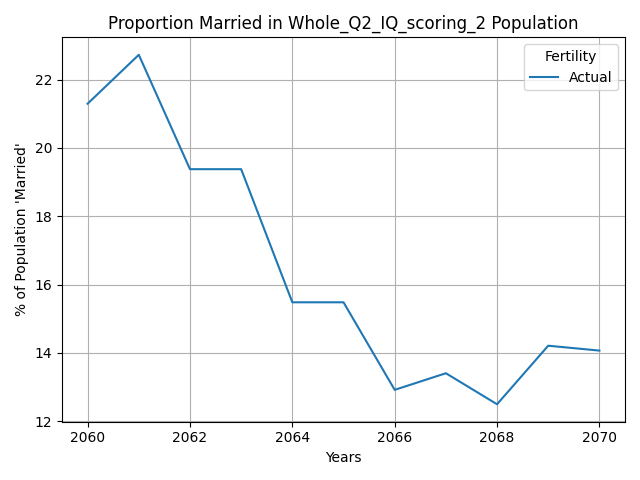 Proportion Married in Whole_Q2_IQ_scoring_2 Population
Fertility
Actual
% of Population 'Married'
22
20
18
16
14
12
2060
2062
2064
2066
2068
2070
Years